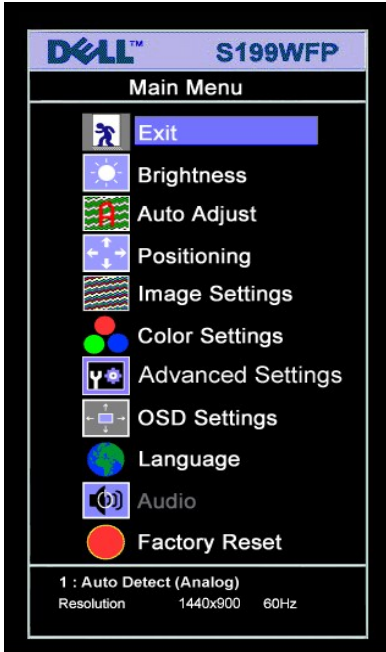 DELL™ S199WFP
Main Menu
Exit
Brightness
Auto Adjust
Positioning
Image Settings
Color Settings
Advanced Settings
OSD Settings
Language
Audio
Factory Reset
1 : Auto Detect (Analog)
Resolution 1440x900 60Hz